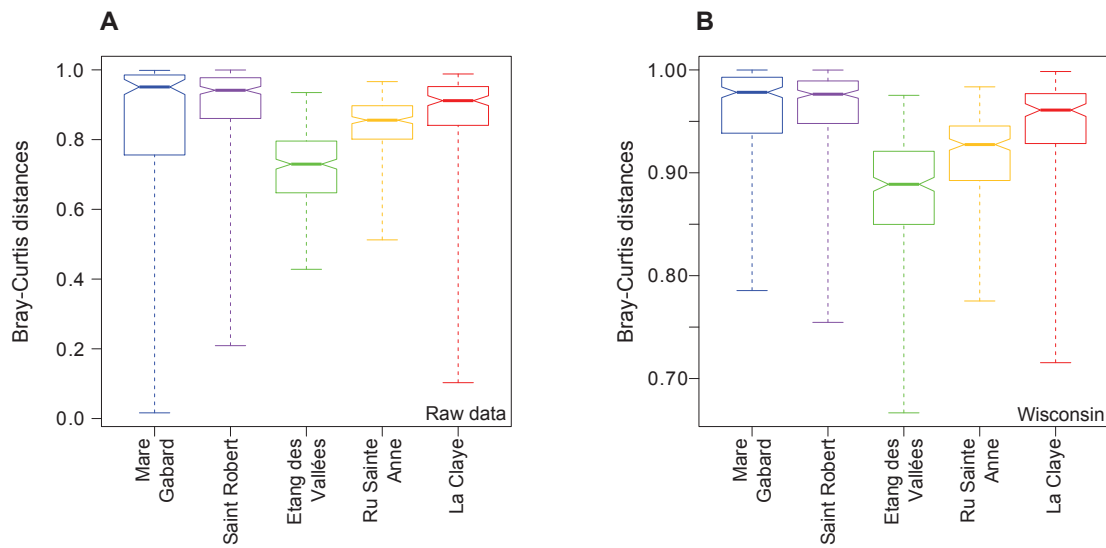 A
Bray-Curtis distances
1.0
0.8
0.6
0.4
0.2
0.0
Raw data
Mare
Gabard
Saint Robert
Etang des
Vallées
Ru Sainte
Anne
La Claye
B
Bray-Curtis distances
1.00
0.90
0.80
0.70
Wisconsin
Mare
Gabard
Saint Robert
Etang des
Vallées
Ru Sainte
Anne
La Claye